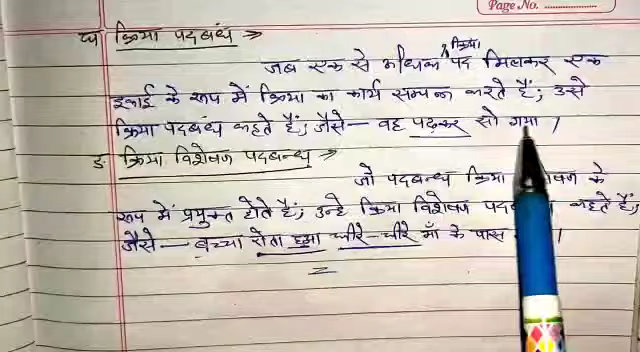 Page No. ....................
घ क्रिया पदबंध →
जब एक से अधिक क्रिया पद मिलकर एक
इकाई के रूप में क्रिया का कार्य सम्पन्न करते हैं; उसे
क्रिया पदबंध कहते हैं; जैसे — वह पढ़कर सो गया ।
ङ क्रिया विशेषण पदबन्ध →
जो पदबन्ध क्रिया के
रूप में प्रयुक्त होते हैं; उन्हे क्रिया विशेषण कहते हैं;
जैसे — बच्चा रोता हुआ धीरे-धीरे माँ के पास ।